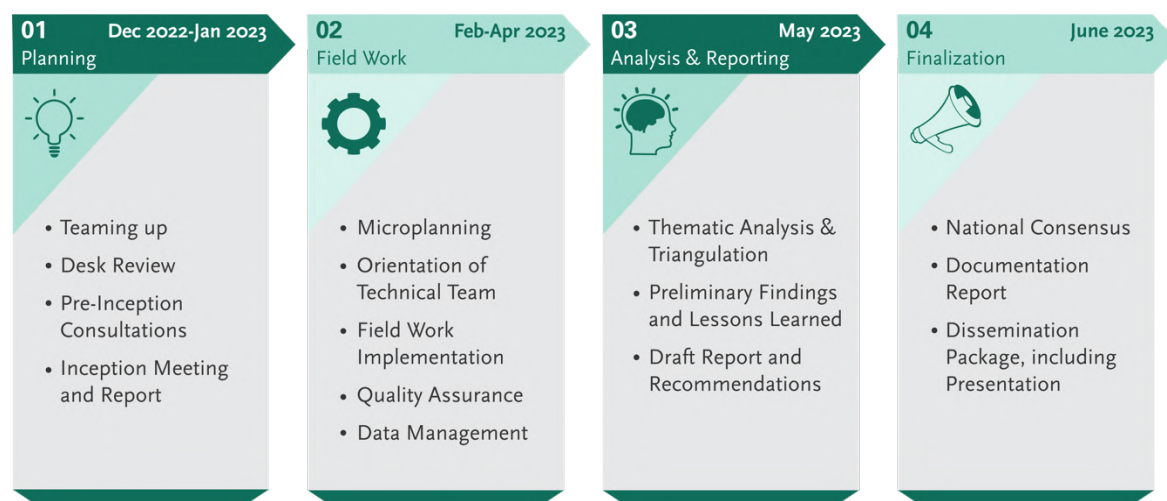 01 Dec 2022-Jan 2023
Planning
• Teaming up
• Desk Review
• Pre-Inception
Consultations
• Inception Meeting
and Report
02 Feb-Apr 2023
Field Work
• Microplanning
• Orientation of
Technical Team
• Field Work
Implementation
• Quality Assurance
• Data Management
03 May 2023
Analysis & Reporting
• Thematic Analysis &
Triangulation
• Preliminary Findings
and Lessons Learned
• Draft Report and
Recommendations
04 June 2023
Finalization
• National Consensus
• Documentation
Report
• Dissemination
Package, including
Presentation